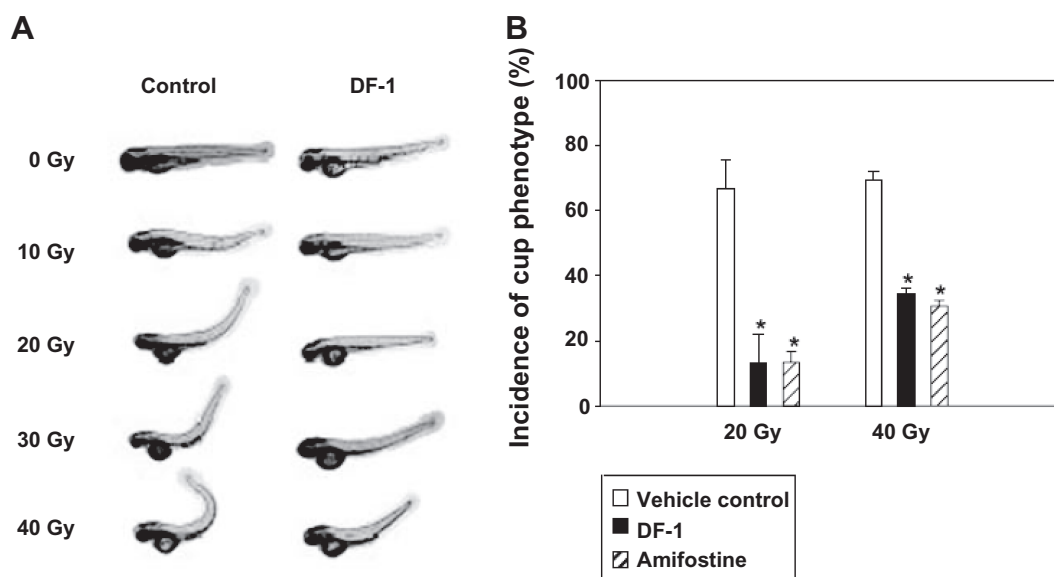 A
Control DF-1
0 Gy
10 Gy
20 Gy
30 Gy
40 Gy
B
Incidence of cup phenotype (%)
100
80
60
40
20
0
* *
* *
20 Gy 40 Gy
Vehicle control
DF-1
Amifostine